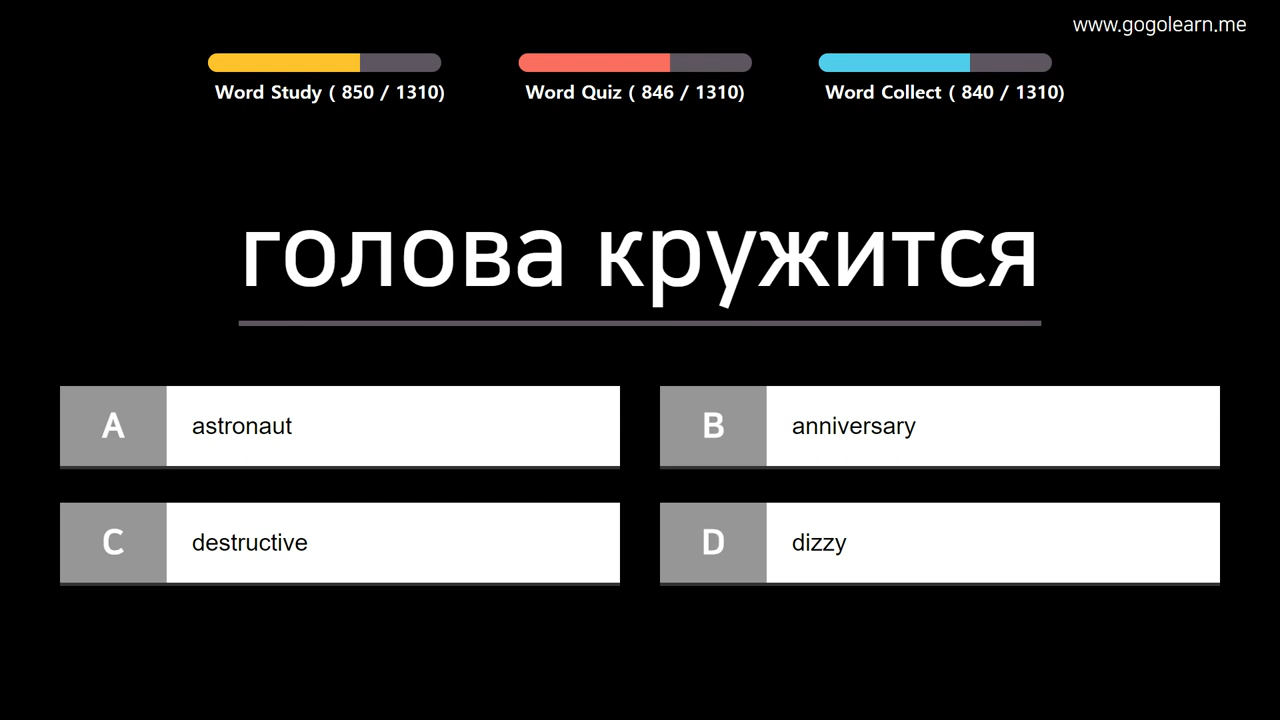 www.gogolearn.me
Word Study ( 850 / 1310)
Word Quiz ( 846 / 1310)
Word Collect ( 840 / 1310)
голова кружится
A astronaut
B anniversary
C destructive
D dizzy